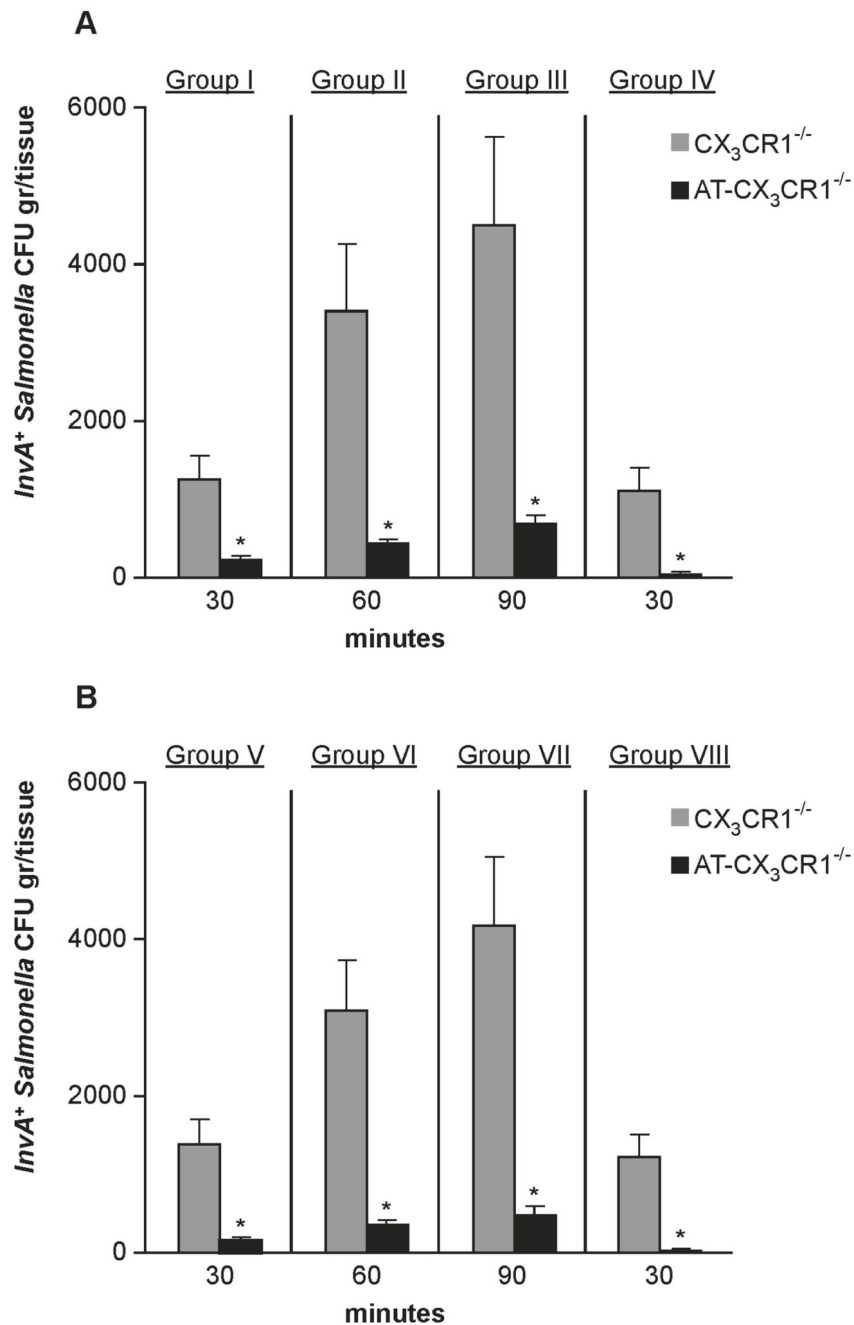 A
Group I Group II Group III Group IV
6000
CX₃CR1⁻/⁻
AT-CX₃CR1⁻/⁻
4000
2000
0
InvA⁺ Salmonella CFU gr/tissue
* * * *
30 60 90 30
minutes
B
Group V Group VI Group VII Group VIII
6000
CX₃CR1⁻/⁻
AT-CX₃CR1⁻/⁻
4000
2000
0
InvA⁺ Salmonella CFU gr/tissue
* * * *
30 60 90 30
minutes